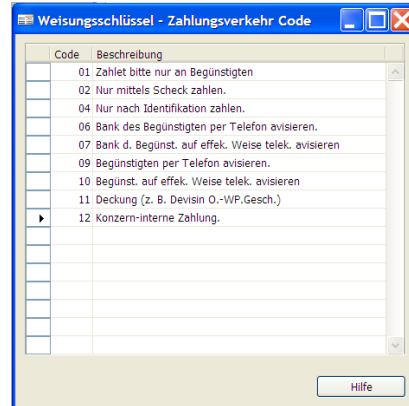 Weisungsschlüssel - Zahlungsverkehr Code
Code Beschreibung
01 Zahlet bitte nur an Begünstigten
02 Nur mittels Scheck zahlen.
04 Nur nach Identifikation zahlen.
06 Bank des Begünstigten per Telefon avisieren.
07 Bank d. Begünst. auf effek. Weise telek. avisieren
09 Begünstigten per Telefon avisieren.
10 Begünst. auf effek. Weise telek. avisieren
11 Deckung (z. B. Devisin O.-WP.Gesch.)
12 Konzern-interne Zahlung.
Hilfe